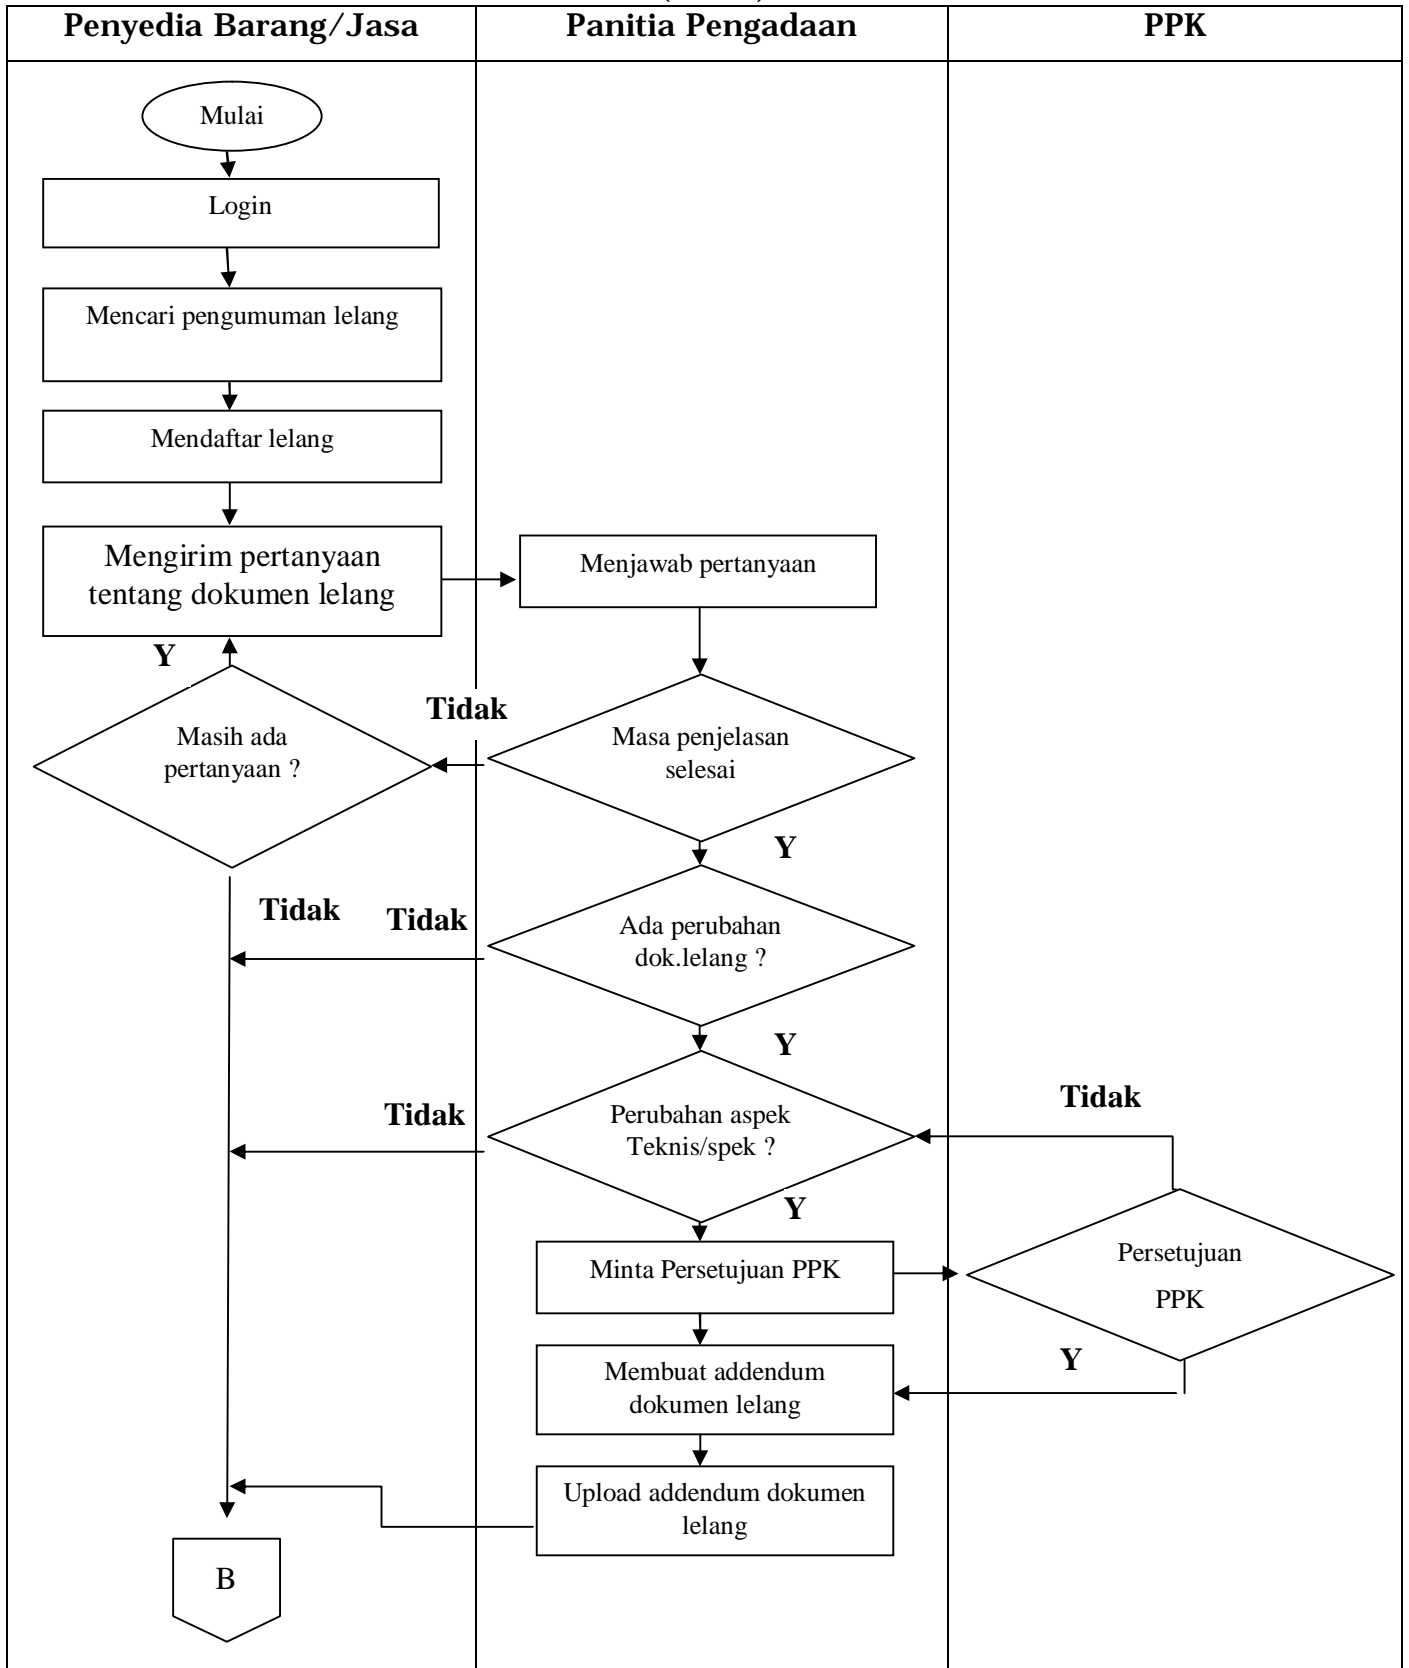 Penyedia Barang/Jasa
Panitia Pengadaan
PPK
Mulai
Login
Mencari pengumuman lelang
Mendaftar lelang
Mengirim pertanyaan
tentang dokumen lelang
Menjawab pertanyaan
Y
Tidak
Masih ada
pertanyaan ?
Masa penjelasan
selesai
Y
Tidak
Tidak
Ada perubahan
dok.lelang ?
Y
Tidak
Tidak
Perubahan aspek
Teknis/spek ?
Y
Minta Persetujuan PPK
Persetujuan
PPK
Y
Membuat addendum
dokumen lelang
Upload addendum dokumen
lelang
B